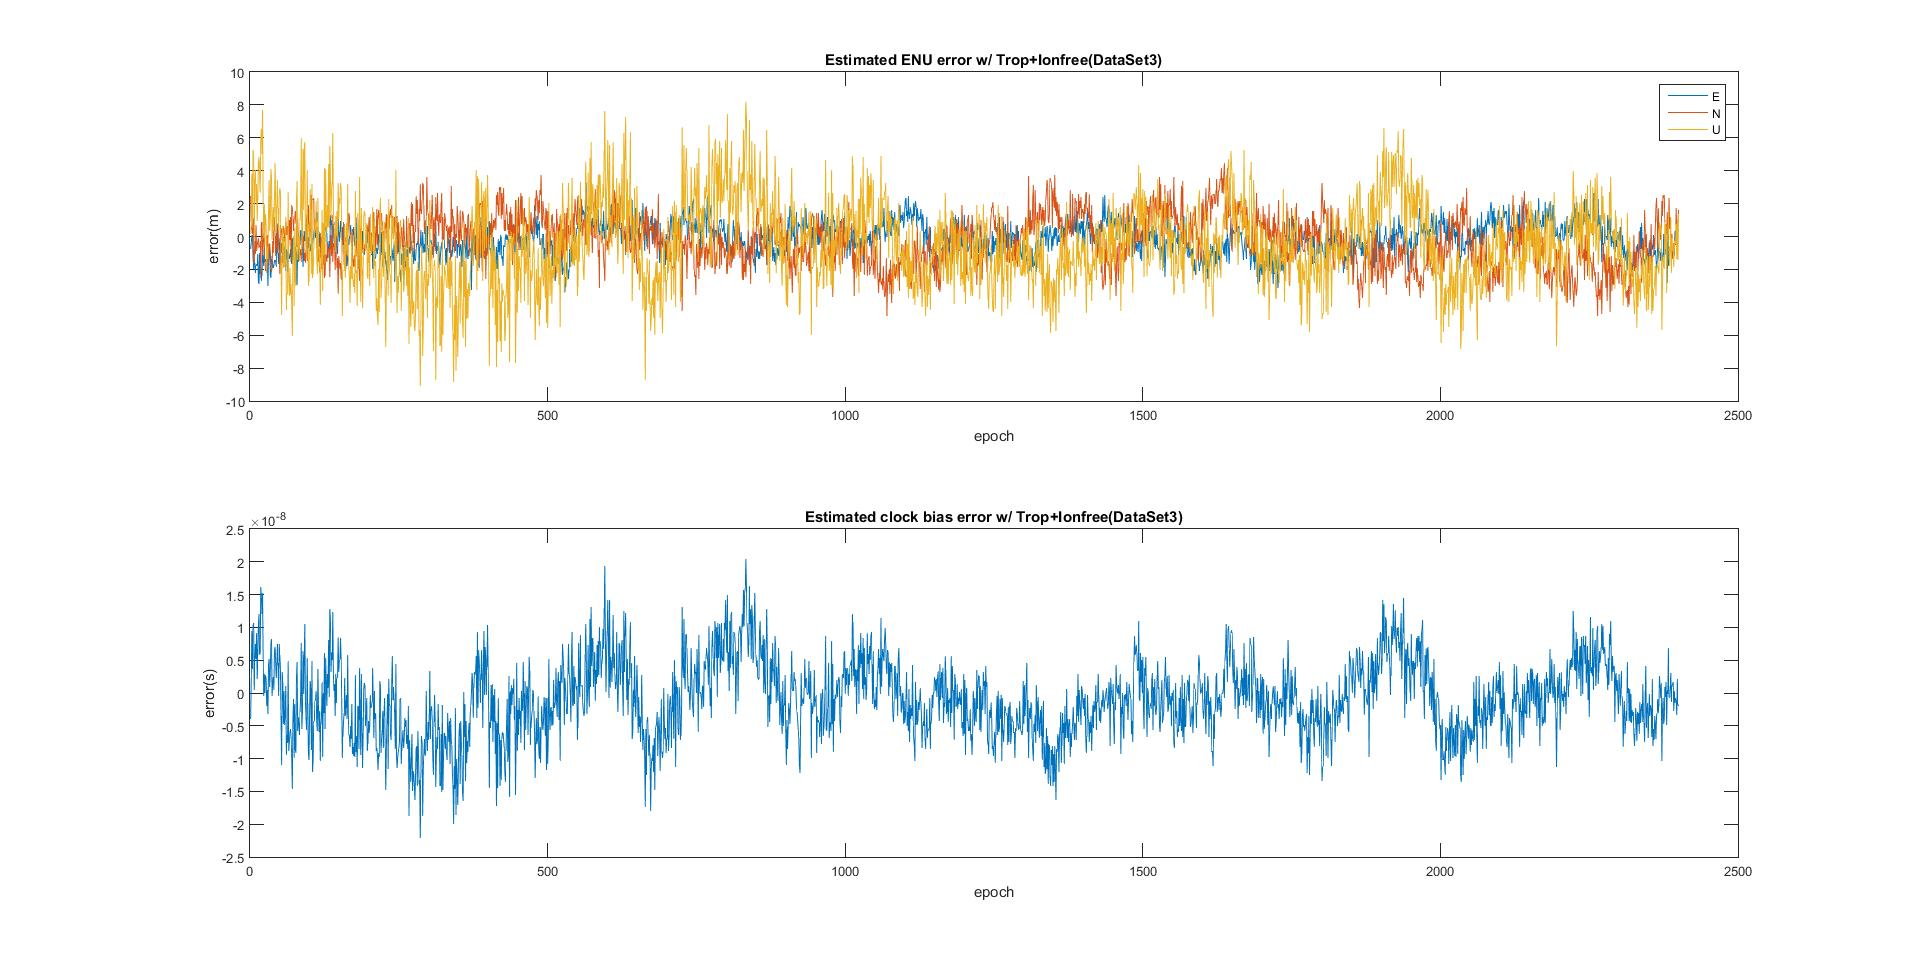 Estimated ENU error w/ Trop+Ionfree(DataSet3)
10
8
6
4
2
0
-2
-4
-6
-8
-10
error(m)
E
N
U
0 500 1000 1500 2000 2500
epoch
Estimated clock bias error w/ Trop+Ionfree(DataSet3)
×10⁻⁸
2.5
2
1.5
1
0.5
0
-0.5
-1
-1.5
-2
-2.5
error(s)
0 500 1000 1500 2000 2500
epoch